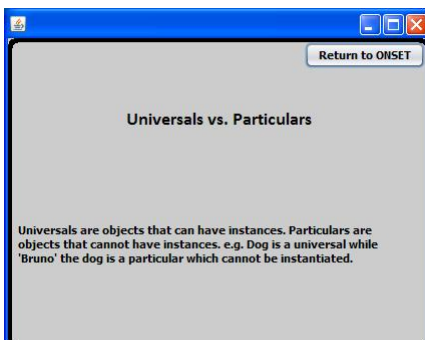 Return to ONSET
Universals vs. Particulars
Universals are objects that can have instances. Particulars are
objects that cannot have instances. e.g. Dog is a universal while
'Bruno' the dog is a particular which cannot be instantiated.